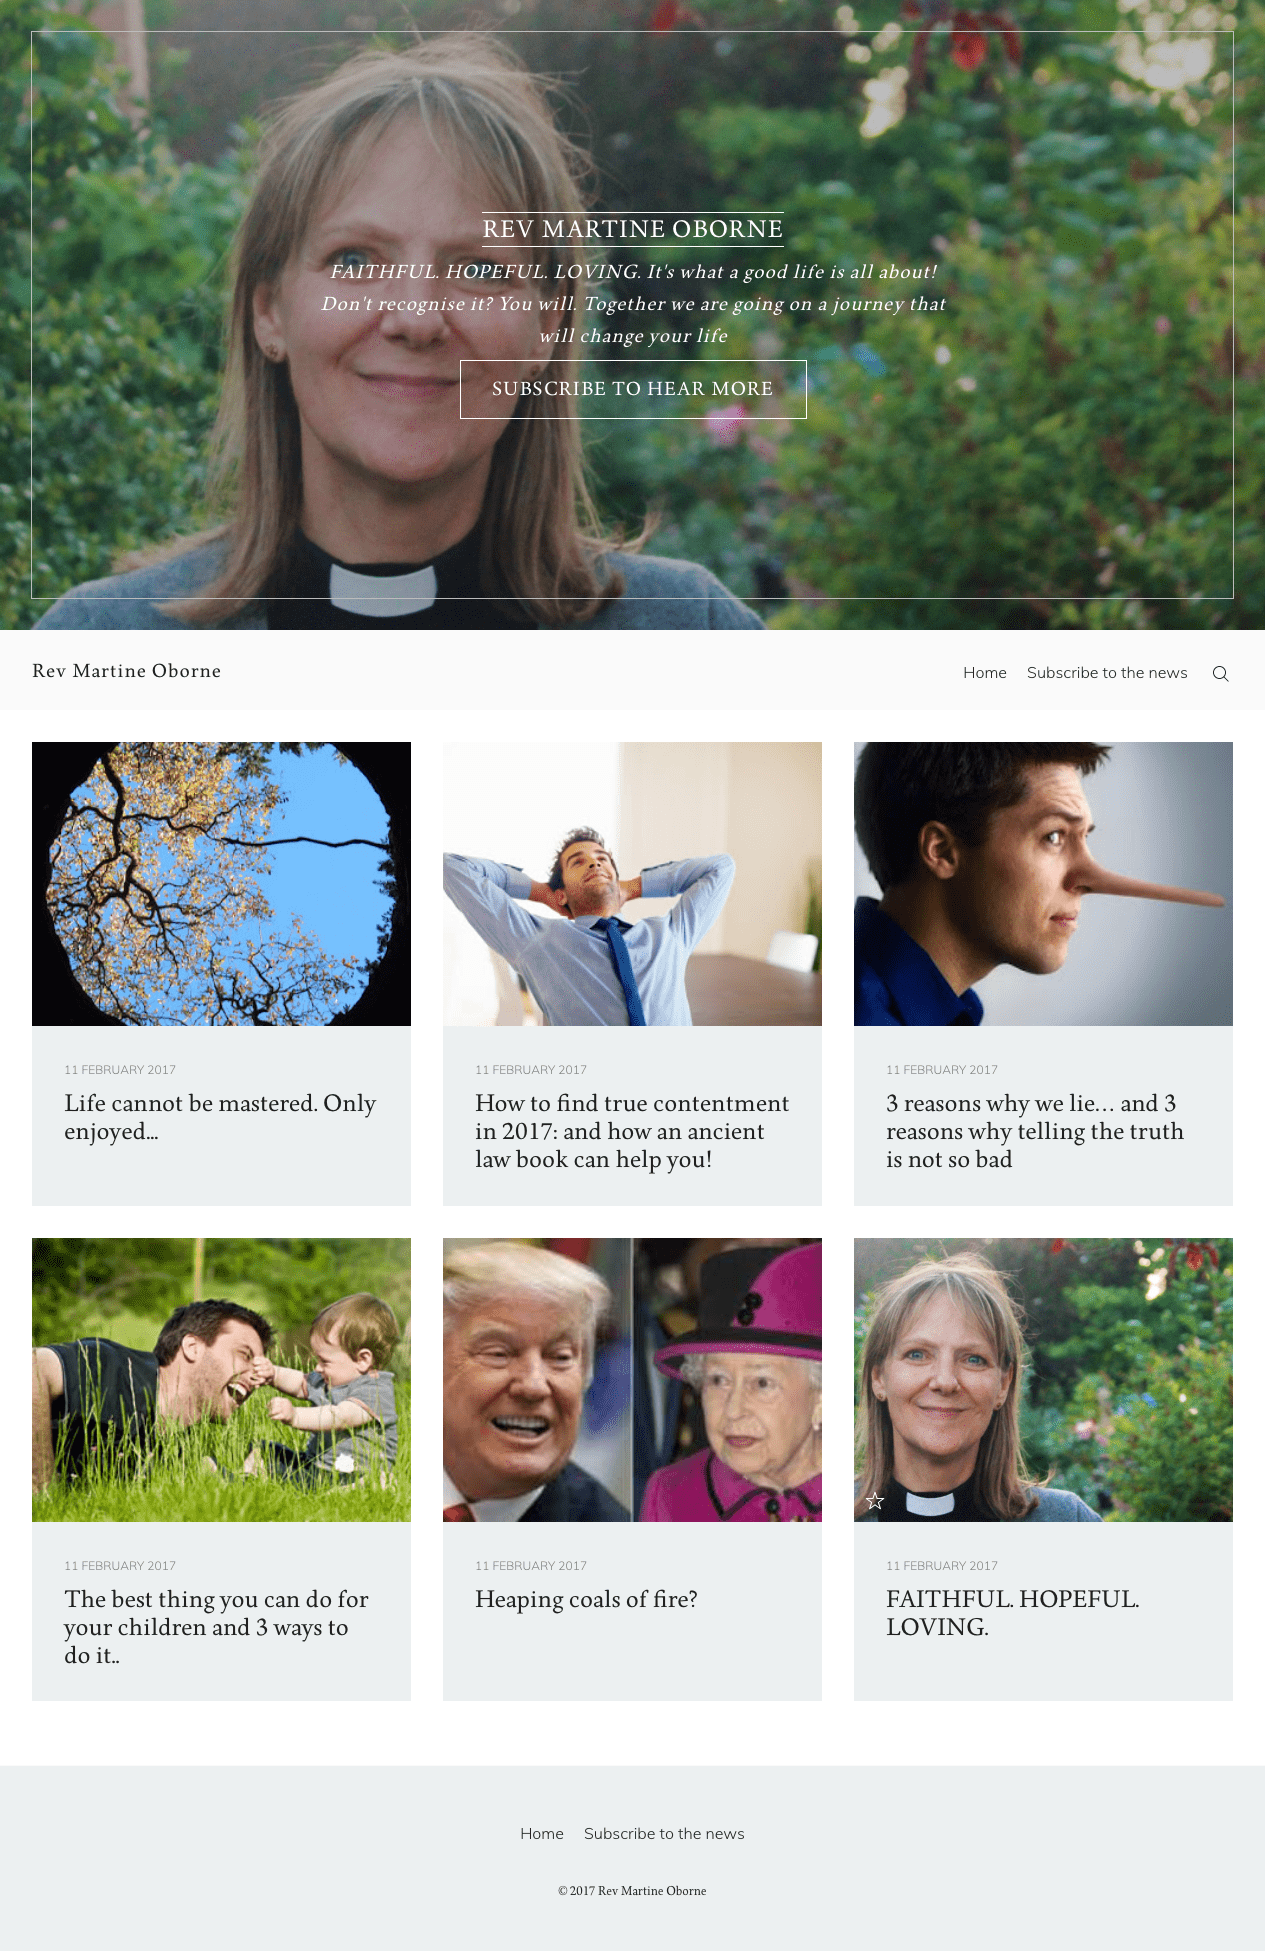 REV MARTINE OBORNE
FAITHFUL. HOPEFUL. LOVING. It's what a good life is all about!
Don't recognise it? You will. Together we are going on a journey that
will change your life
SUBSCRIBE TO HEAR MORE
Rev Martine Oborne
Home Subscribe to the news
11 FEBRUARY 2017
Life cannot be mastered. Only
enjoyed...
11 FEBRUARY 2017
How to find true contentment
in 2017: and how an ancient
law book can help you!
11 FEBRUARY 2017
3 reasons why we lie… and 3
reasons why telling the truth
is not so bad
11 FEBRUARY 2017
The best thing you can do for
your children and 3 ways to
do it..
11 FEBRUARY 2017
Heaping coals of fire?
11 FEBRUARY 2017
FAITHFUL. HOPEFUL.
LOVING.
Home Subscribe to the news
© 2017 Rev Martine Oborne